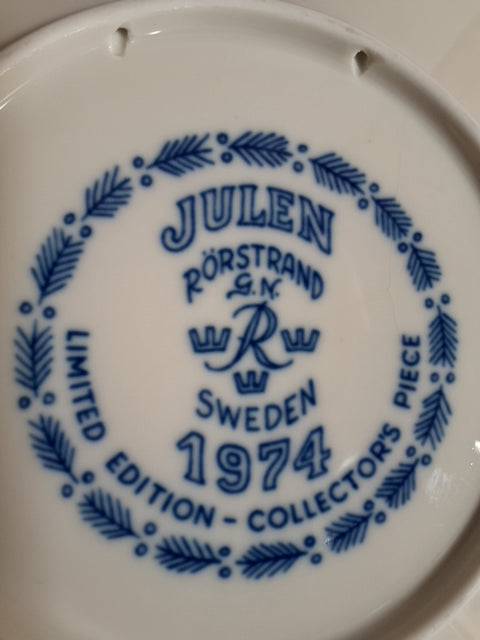 JULEN
RÖRSTRAND
G.N.
R
SWEDEN
1974
LIMITED EDITION - COLLECTOR'S PIECE